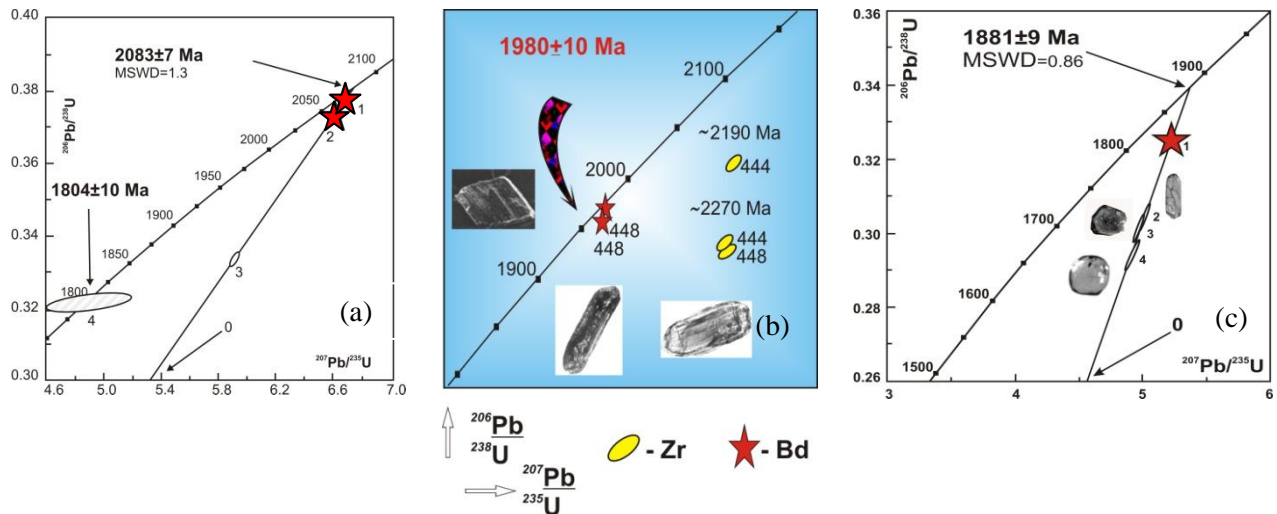 0.40
0.38
0.36
0.34
0.32
0.30
206Pb/238U
2083±7 Ma
MSWD=1.3
2100
2050
2000
1950
1900
1850
1800
1
2
3
4
1804±10 Ma
0
(a)
207Pb/235U
4.6
5.0
5.4
5.8
6.2
6.6
7.0
1980±10 Ma
2100
2000
1900
~2190 Ma
444
~2270 Ma
444
448
448
448
(b)
206Pb
238U
207Pb
235U
- Zr
- Bd
0.36
0.34
0.32
0.30
0.28
0.26
206Pb/238U
1881±9 Ma
MSWD=0.86
1900
1800
1700
1600
1500
1
2
3
4
0
(c)
207Pb/235U
3
4
5
6